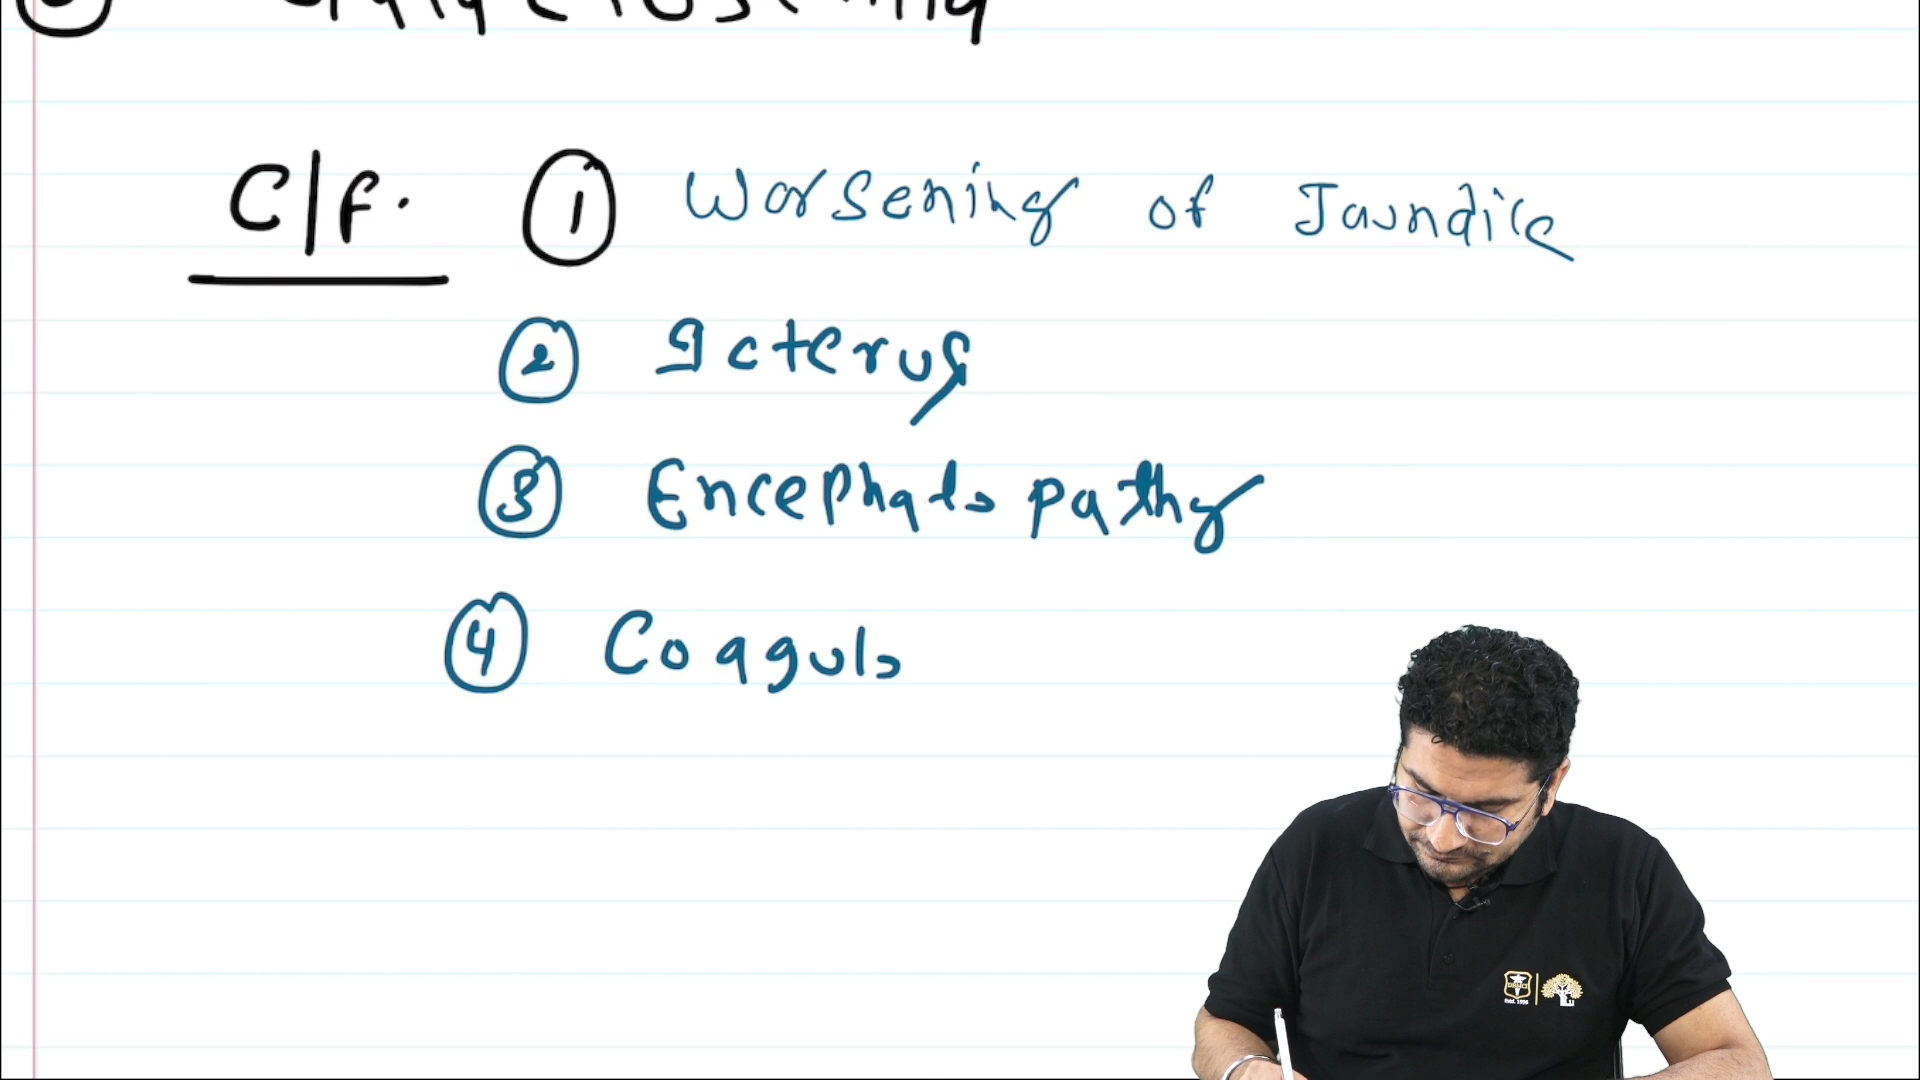 C/F. ① Worsening of Jaundice
② Icterus
③ Encephalopathy
④ Coagulo